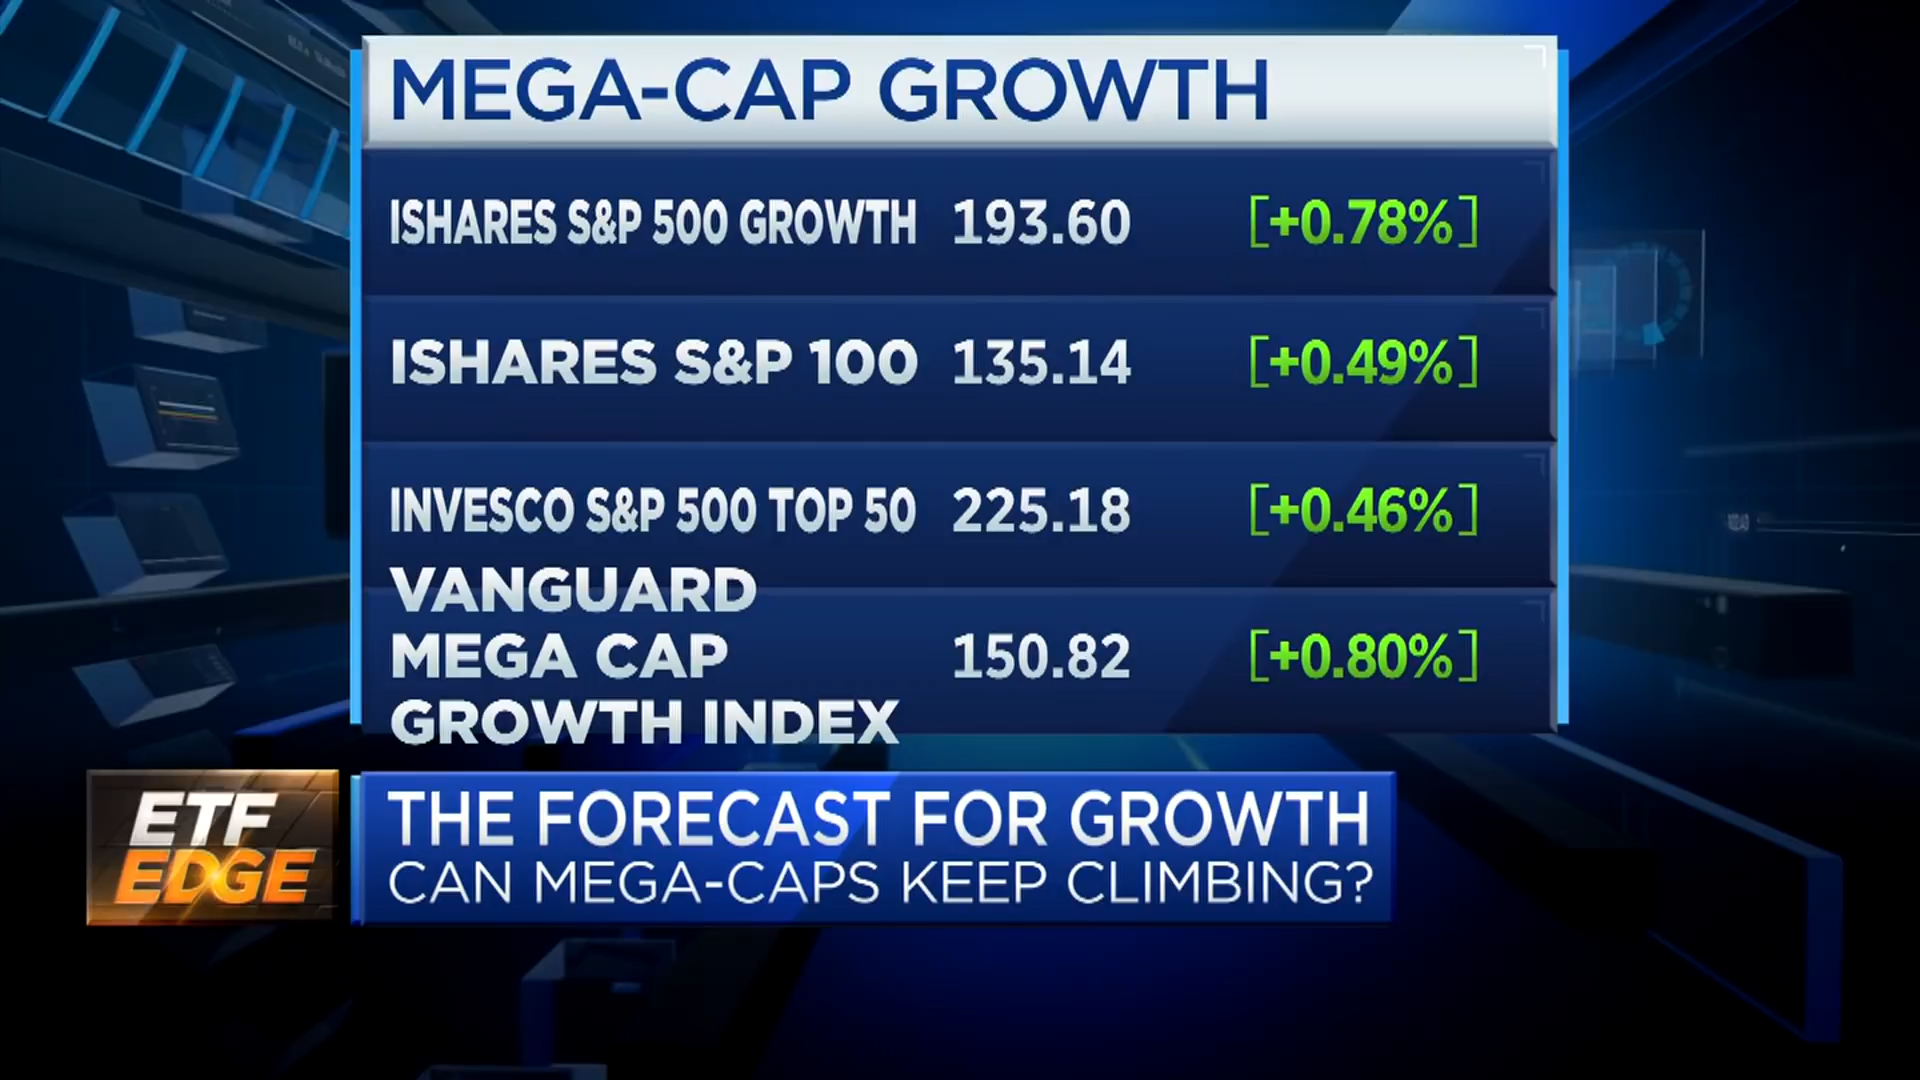 MEGA-CAP GROWTH
ISHARES S&P 500 GROWTH 193.60 [+0.78%]
ISHARES S&P 100 135.14 [+0.49%]
INVESCO S&P 500 TOP 50 225.18 [+0.46%]
VANGUARD
MEGA CAP 150.82 [+0.80%]
GROWTH INDEX
ETF
EDGE
THE FORECAST FOR GROWTH
CAN MEGA-CAPS KEEP CLIMBING?